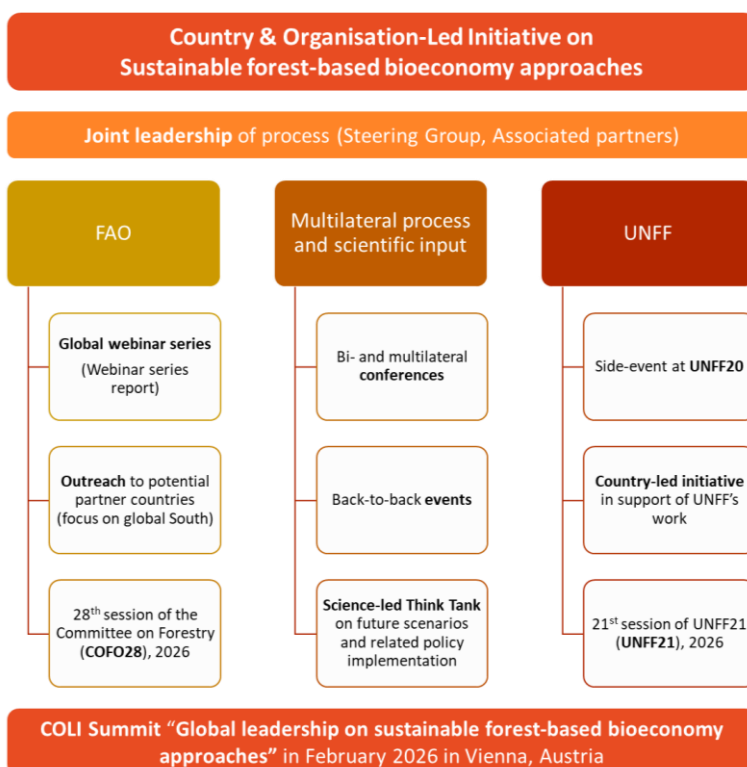 Country & Organisation-Led Initiative on
Sustainable forest-based bioeconomy approaches
Joint leadership of process (Steering Group, Associated partners)
FAO
Global webinar series
(Webinar series
report)
Outreach to potential
partner countries
(focus on global South)
28th session of the
Committee on Forestry
(COFO28), 2026
Multilateral process
and scientific input
Bi- and multilateral
conferences
Back-to-back events
Science-led Think Tank
on future scenarios
and related policy
implementation
UNFF
Side-event at UNFF20
Country-led initiative
in support of UNFF's
work
21st session of UNFF21
(UNFF21), 2026
COLI Summit “Global leadership on sustainable forest-based bioeconomy
approaches” in February 2026 in Vienna, Austria